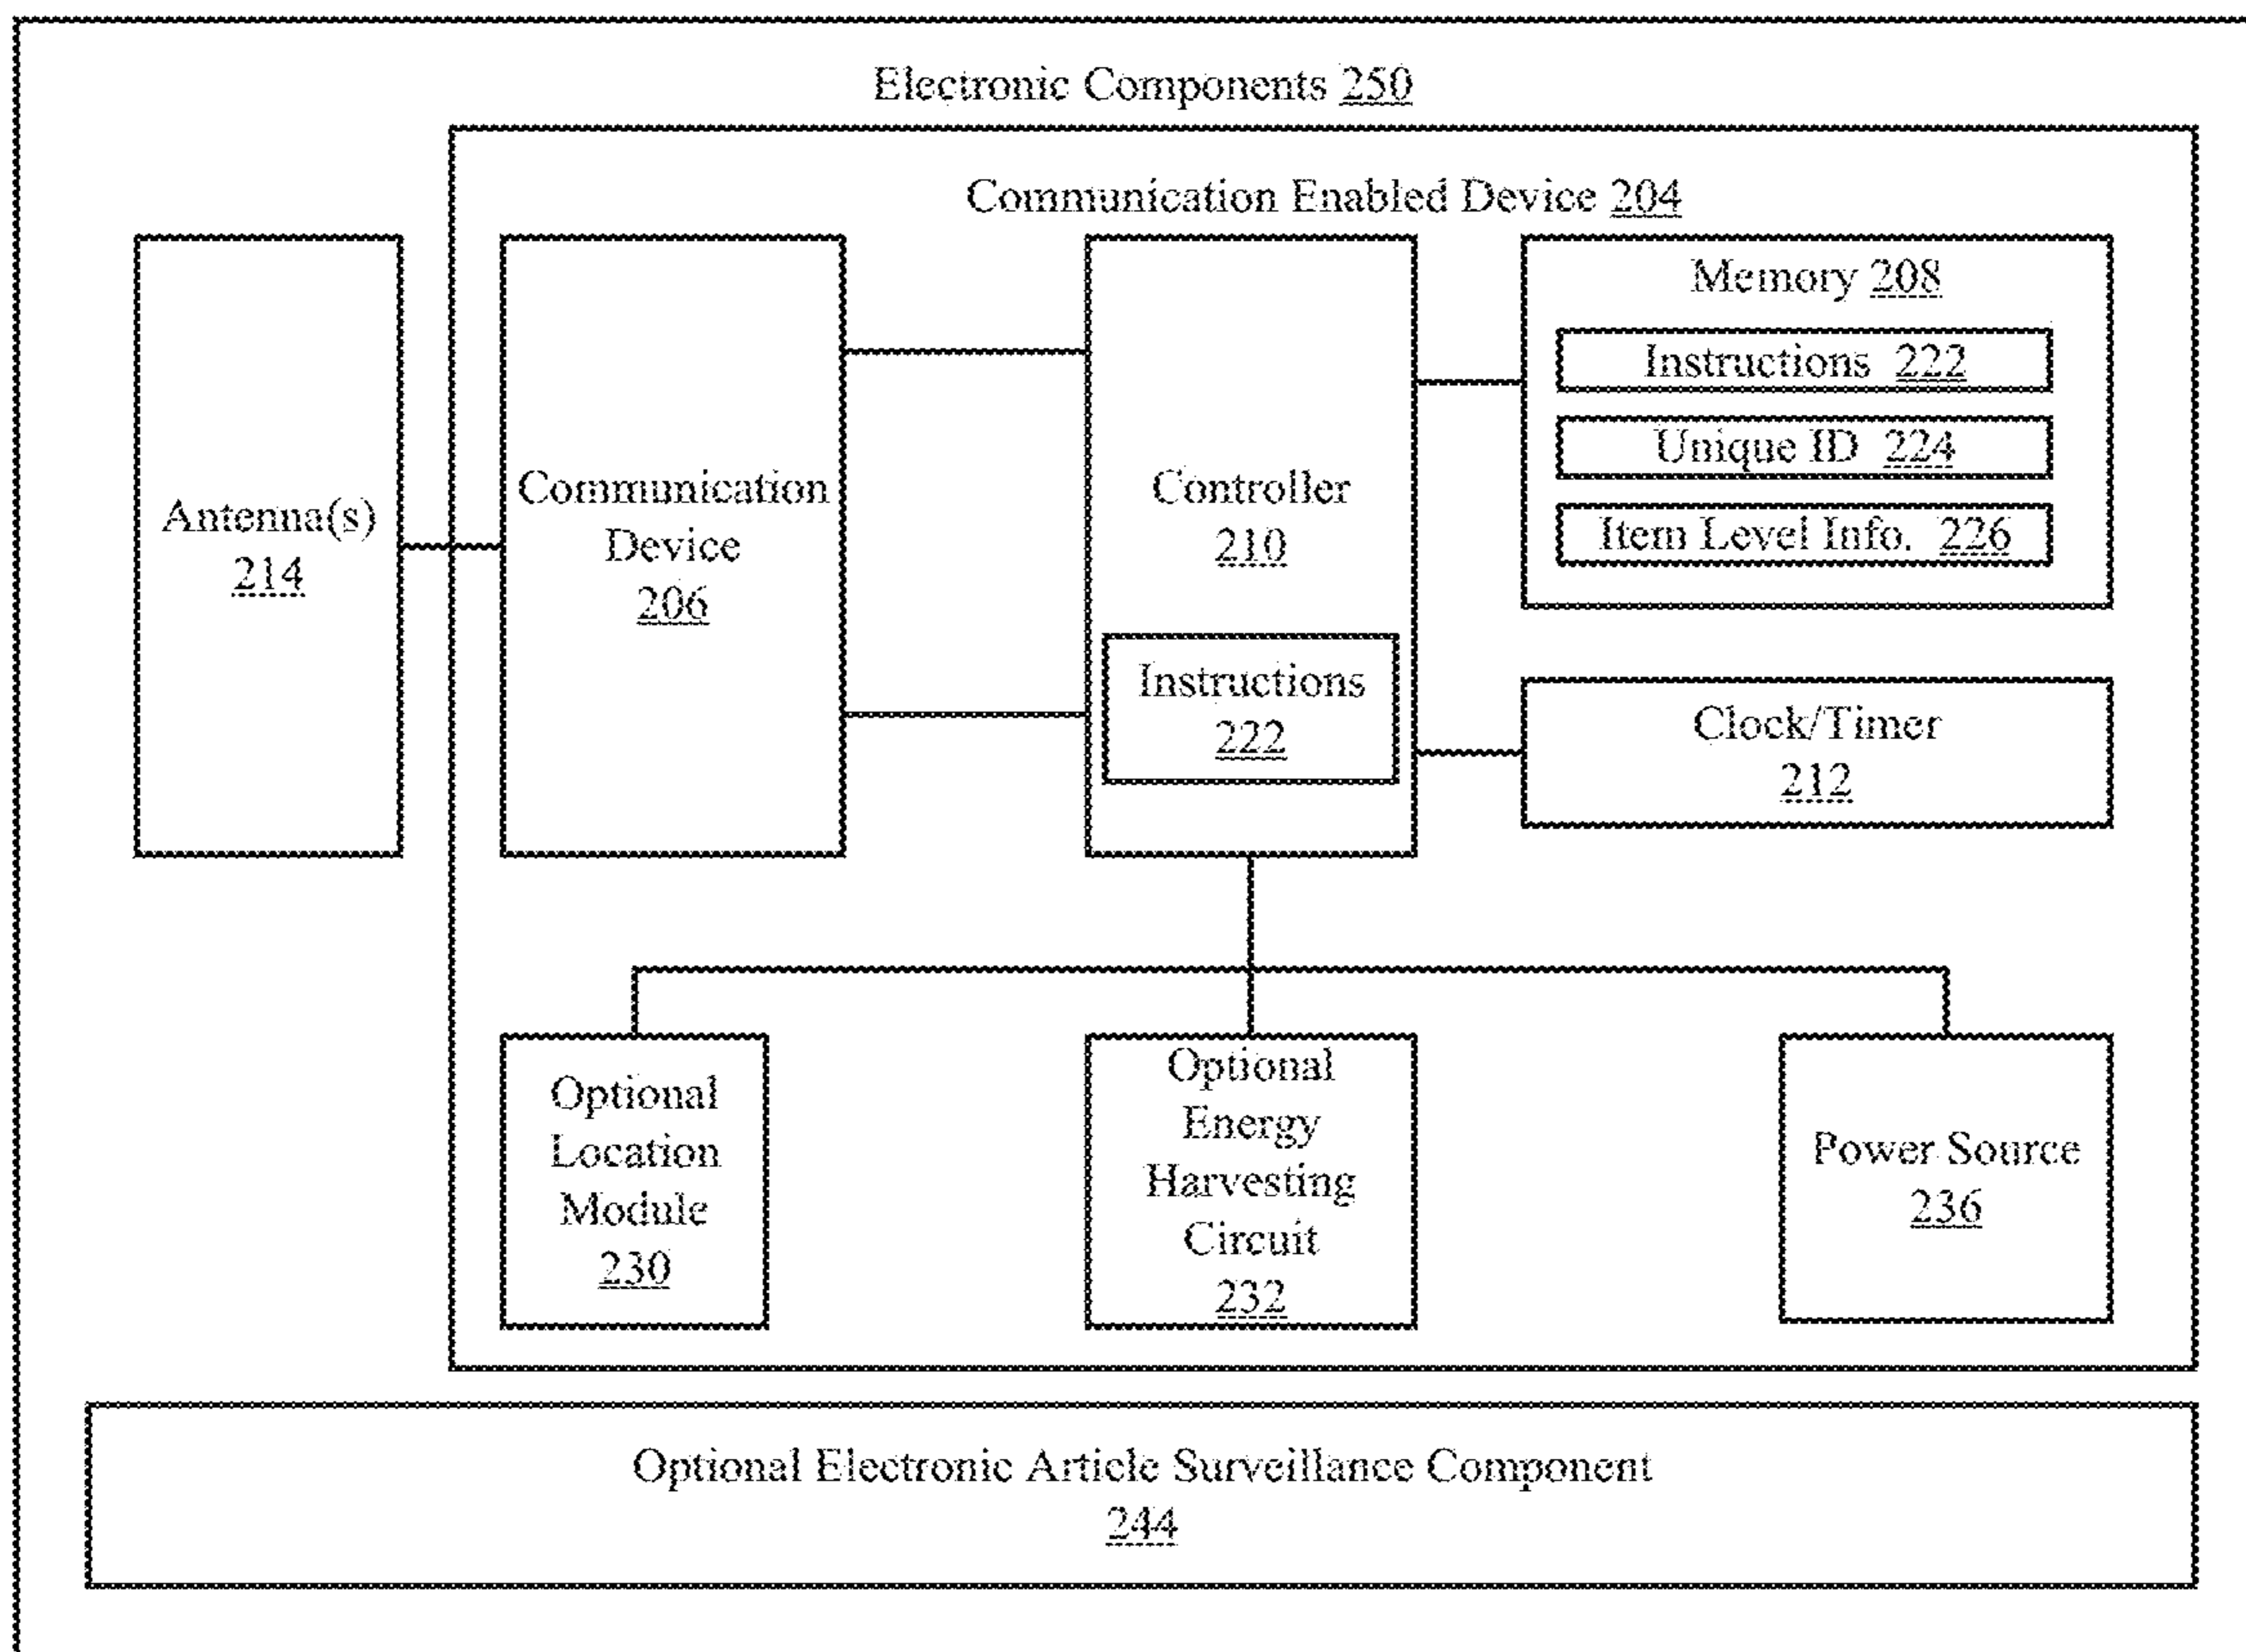 Electronic Components 250
Communication Enabled Device 204
Antenna(s)
214
Communication
Device
206
Controller
210
Instructions
222
Memory 208
Instructions 222
Unique ID 224
Item Level Info. 226
Clock/Timer
212
Optional
Location
Module
230
Optional
Energy
Harvesting
Circuit
232
Power Source
236
Optional Electronic Article Surveillance Component
244